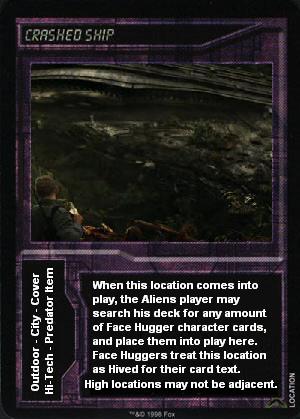 CRASHED SHIP
Outdoor - City - Cover
Hi-Tech - Predator Item
When this location comes into
play, the Aliens player may
search his deck for any amount
of Face Hugger character cards,
and place them into play here.
Face Huggers treat this location
as Hived for their card text.
High locations may not be adjacent.
LOCATION
™&© 1998 Fox